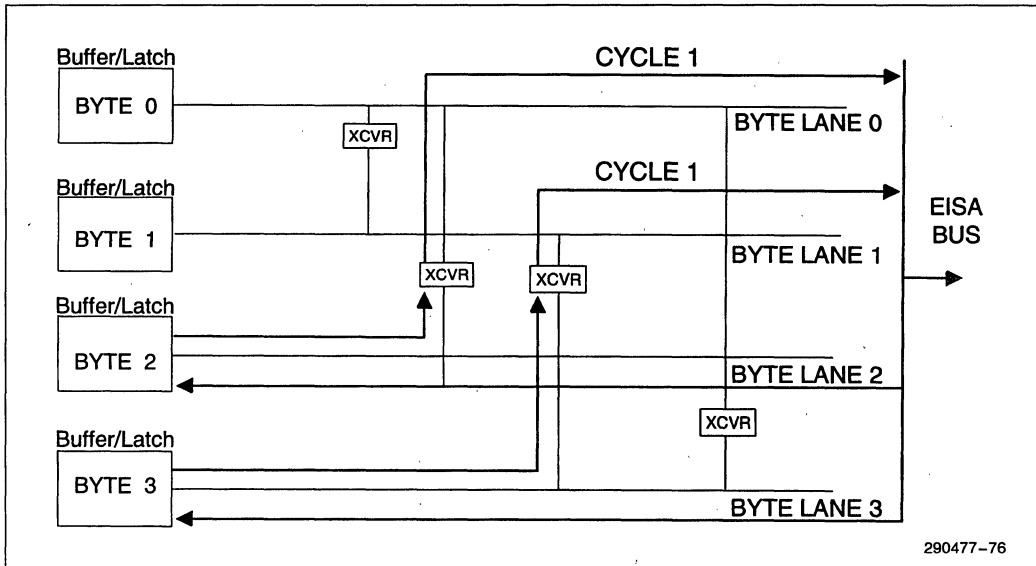 Buffer/Latch
BYTE 0
CYCLE 1
XCVR
BYTE LANE 0
Buffer/Latch
BYTE 1
CYCLE 1
BYTE LANE 1
EISA
BUS
XCVR
XCVR
Buffer/Latch
BYTE 2
BYTE LANE 2
XCVR
Buffer/Latch
BYTE 3
BYTE LANE 3
290477-76